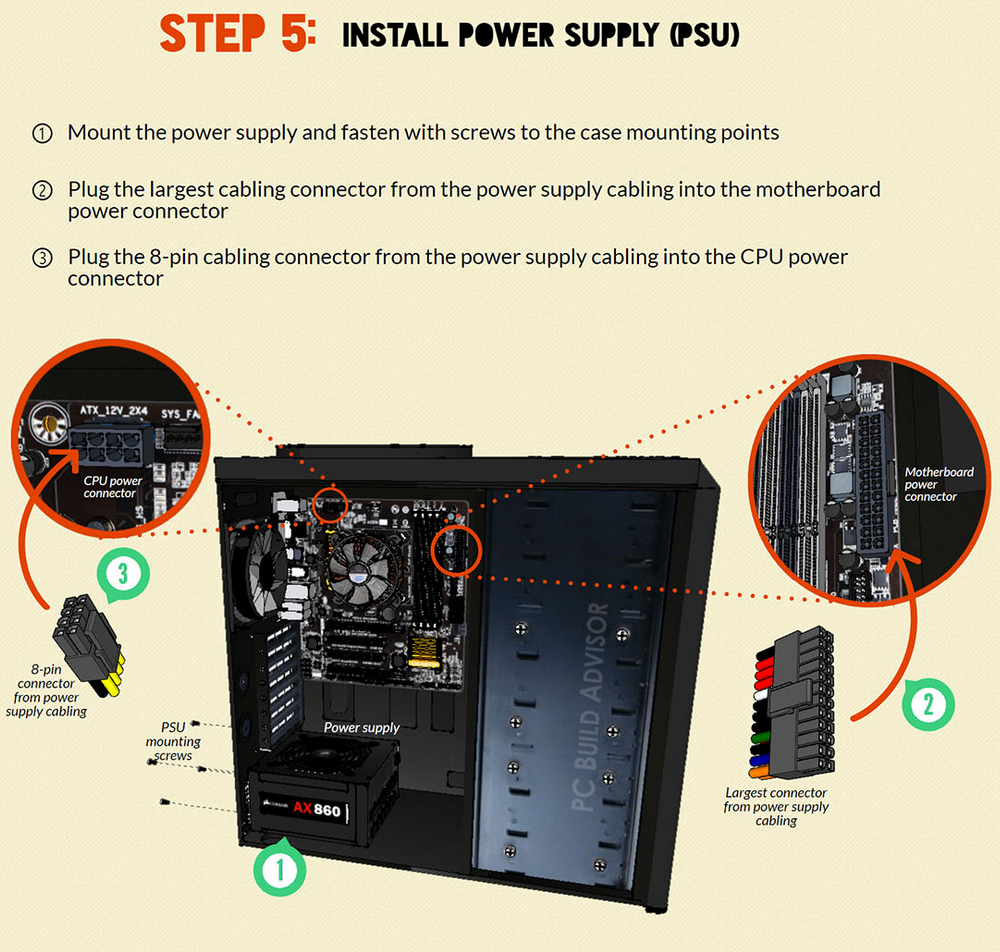 STEP 5: INSTALL POWER SUPPLY (PSU)
1 Mount the power supply and fasten with screws to the case mounting points
2 Plug the largest cabling connector from the power supply cabling into the motherboard
power connector
3 Plug the 8-pin cabling connector from the power supply cabling into the CPU power
connector
ATX_12V_2X4
SYS_FA
CPU power
connector
Motherboard
power
connector
3
8-pin
connector
from power
supply cabling
PSU
mounting
screws
Power supply
PC BUILD ADVISOR
2
Largest connector
from power supply
cabling
CORSAIR
AX860
1